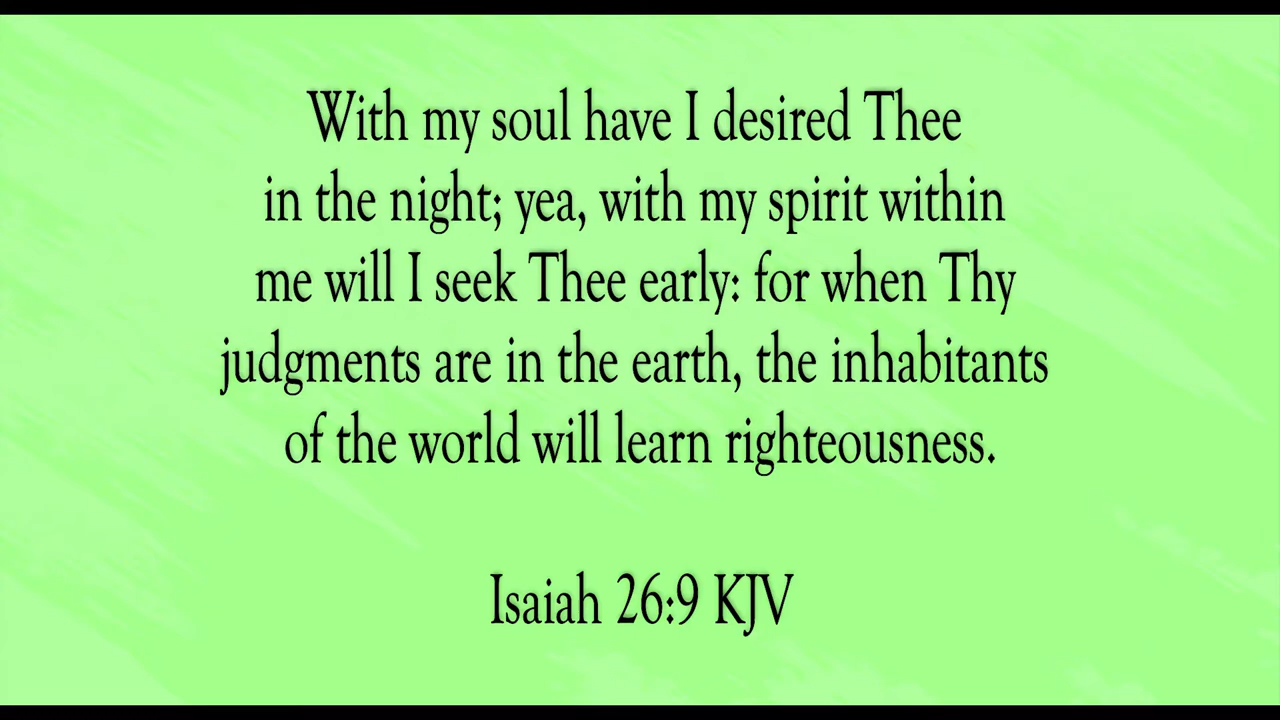 With my soul have I desired Thee
in the night; yea, with my spirit within
me will I seek Thee early: for when Thy
judgments are in the earth, the inhabitants
of the world will learn righteousness.
Isaiah 26:9 KJV